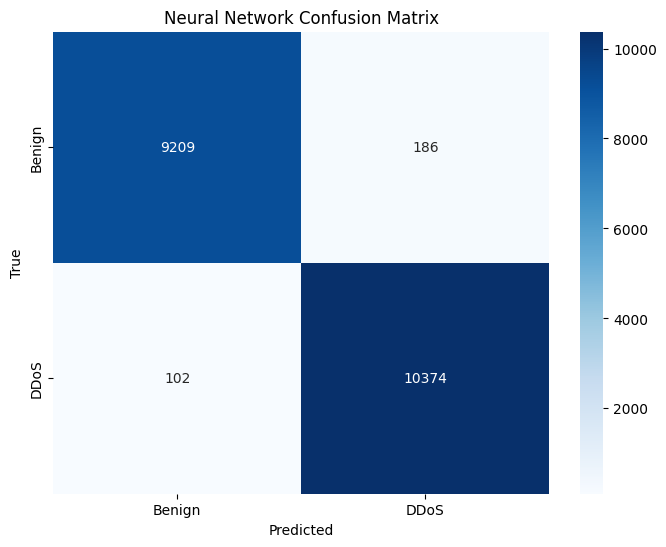 Neural Network Confusion Matrix
True
Benign
9209
186
DDoS
102
10374
Benign
DDoS
Predicted
10000
8000
6000
4000
2000